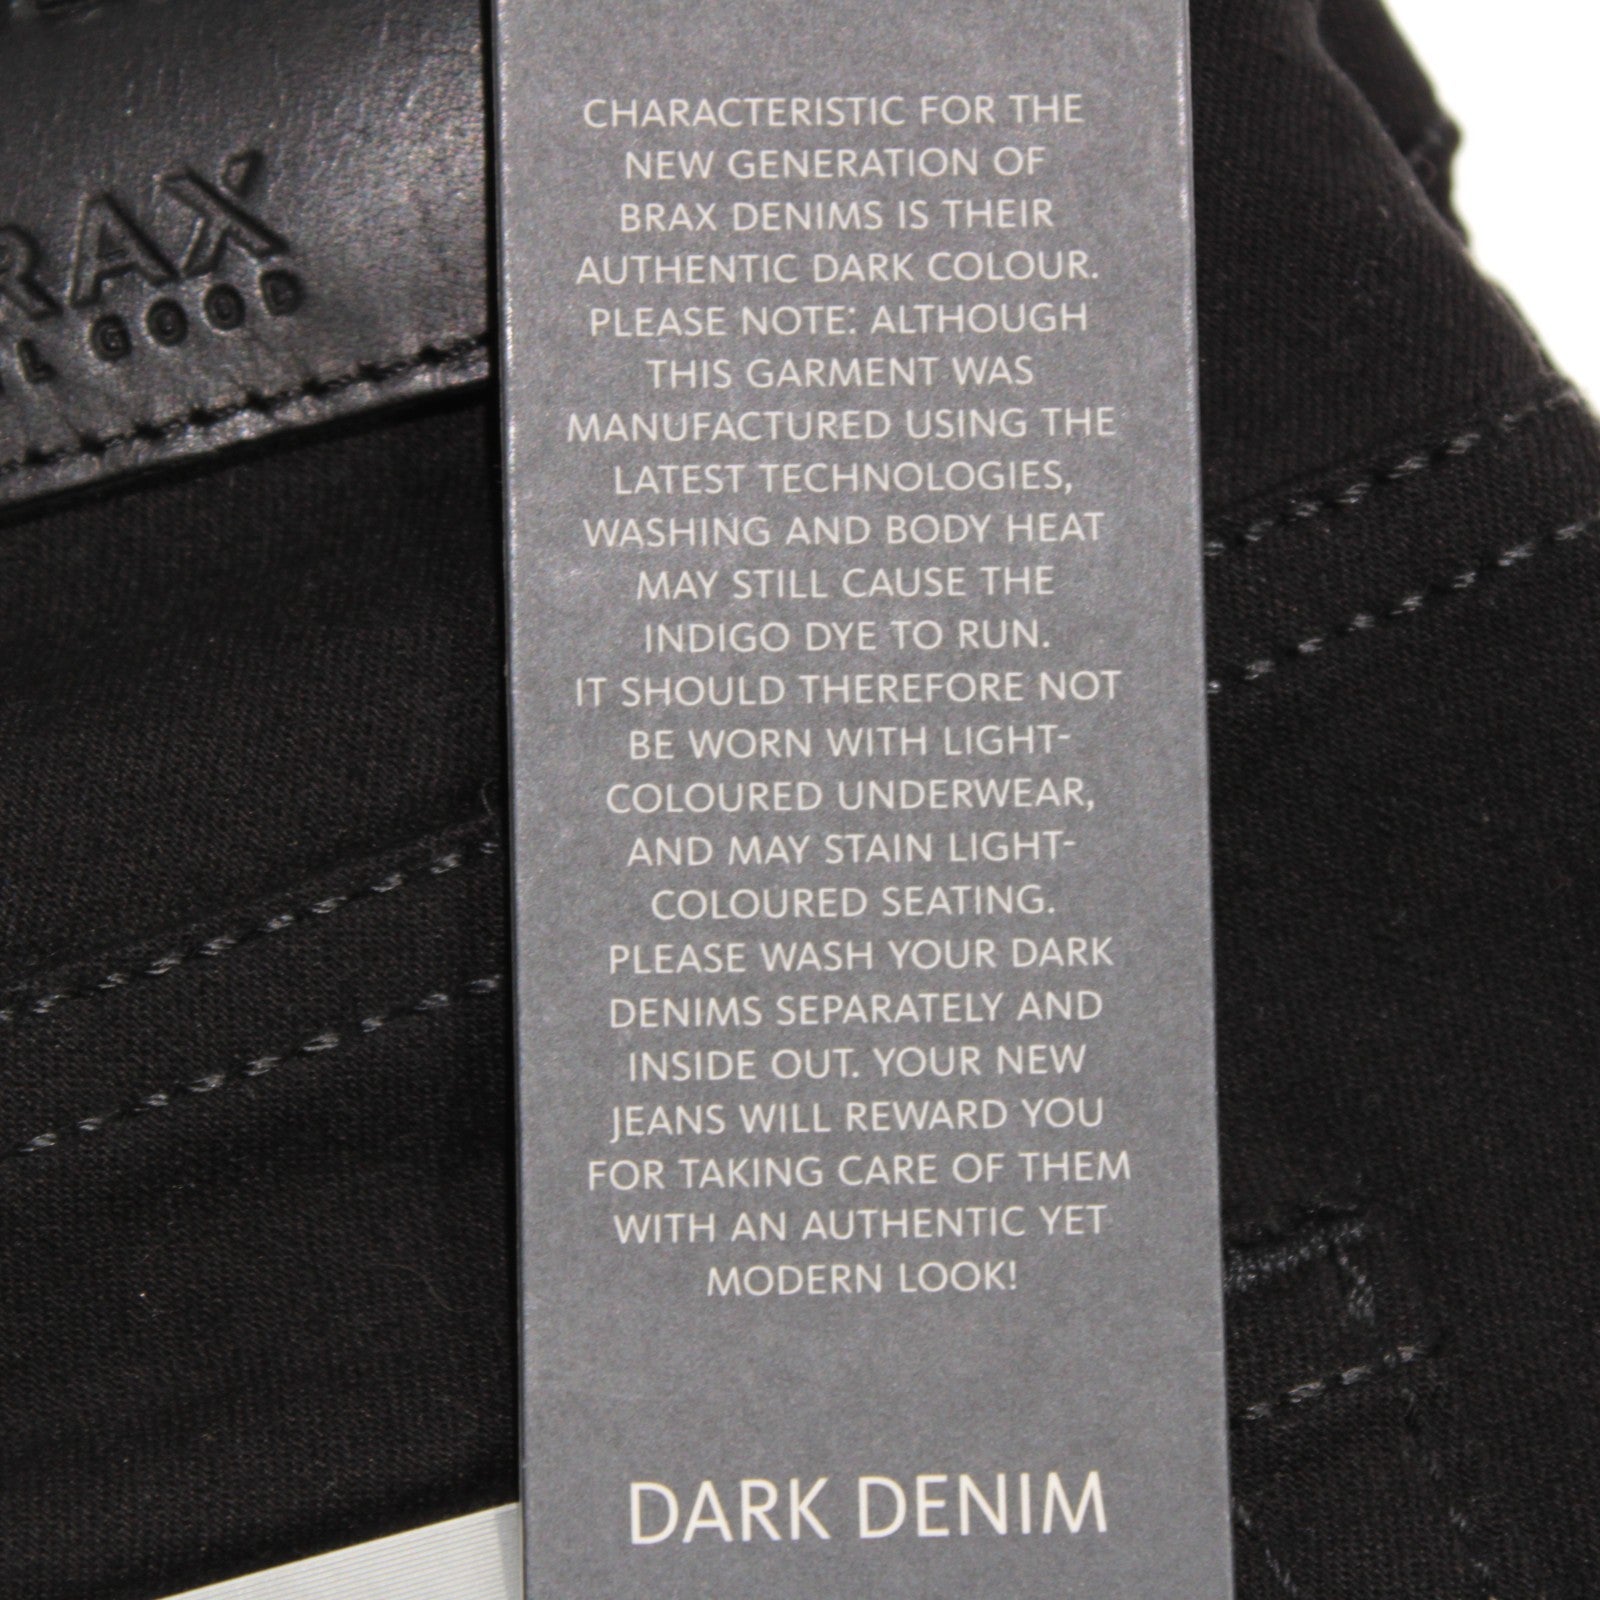 RAX
L GOOD
CHARACTERISTIC FOR THE
NEW GENERATION OF
BRAX DENIMS IS THEIR
AUTHENTIC DARK COLOUR.
PLEASE NOTE: ALTHOUGH
THIS GARMENT WAS
MANUFACTURED USING THE
LATEST TECHNOLOGIES,
WASHING AND BODY HEAT
MAY STILL CAUSE THE
INDIGO DYE TO RUN.
IT SHOULD THEREFORE NOT
BE WORN WITH LIGHT-
COLOURED UNDERWEAR,
AND MAY STAIN LIGHT-
COLOURED SEATING.
PLEASE WASH YOUR DARK
DENIMS SEPARATELY AND
INSIDE OUT. YOUR NEW
JEANS WILL REWARD YOU
FOR TAKING CARE OF THEM
WITH AN AUTHENTIC YET
MODERN LOOK!
DARK DENIM